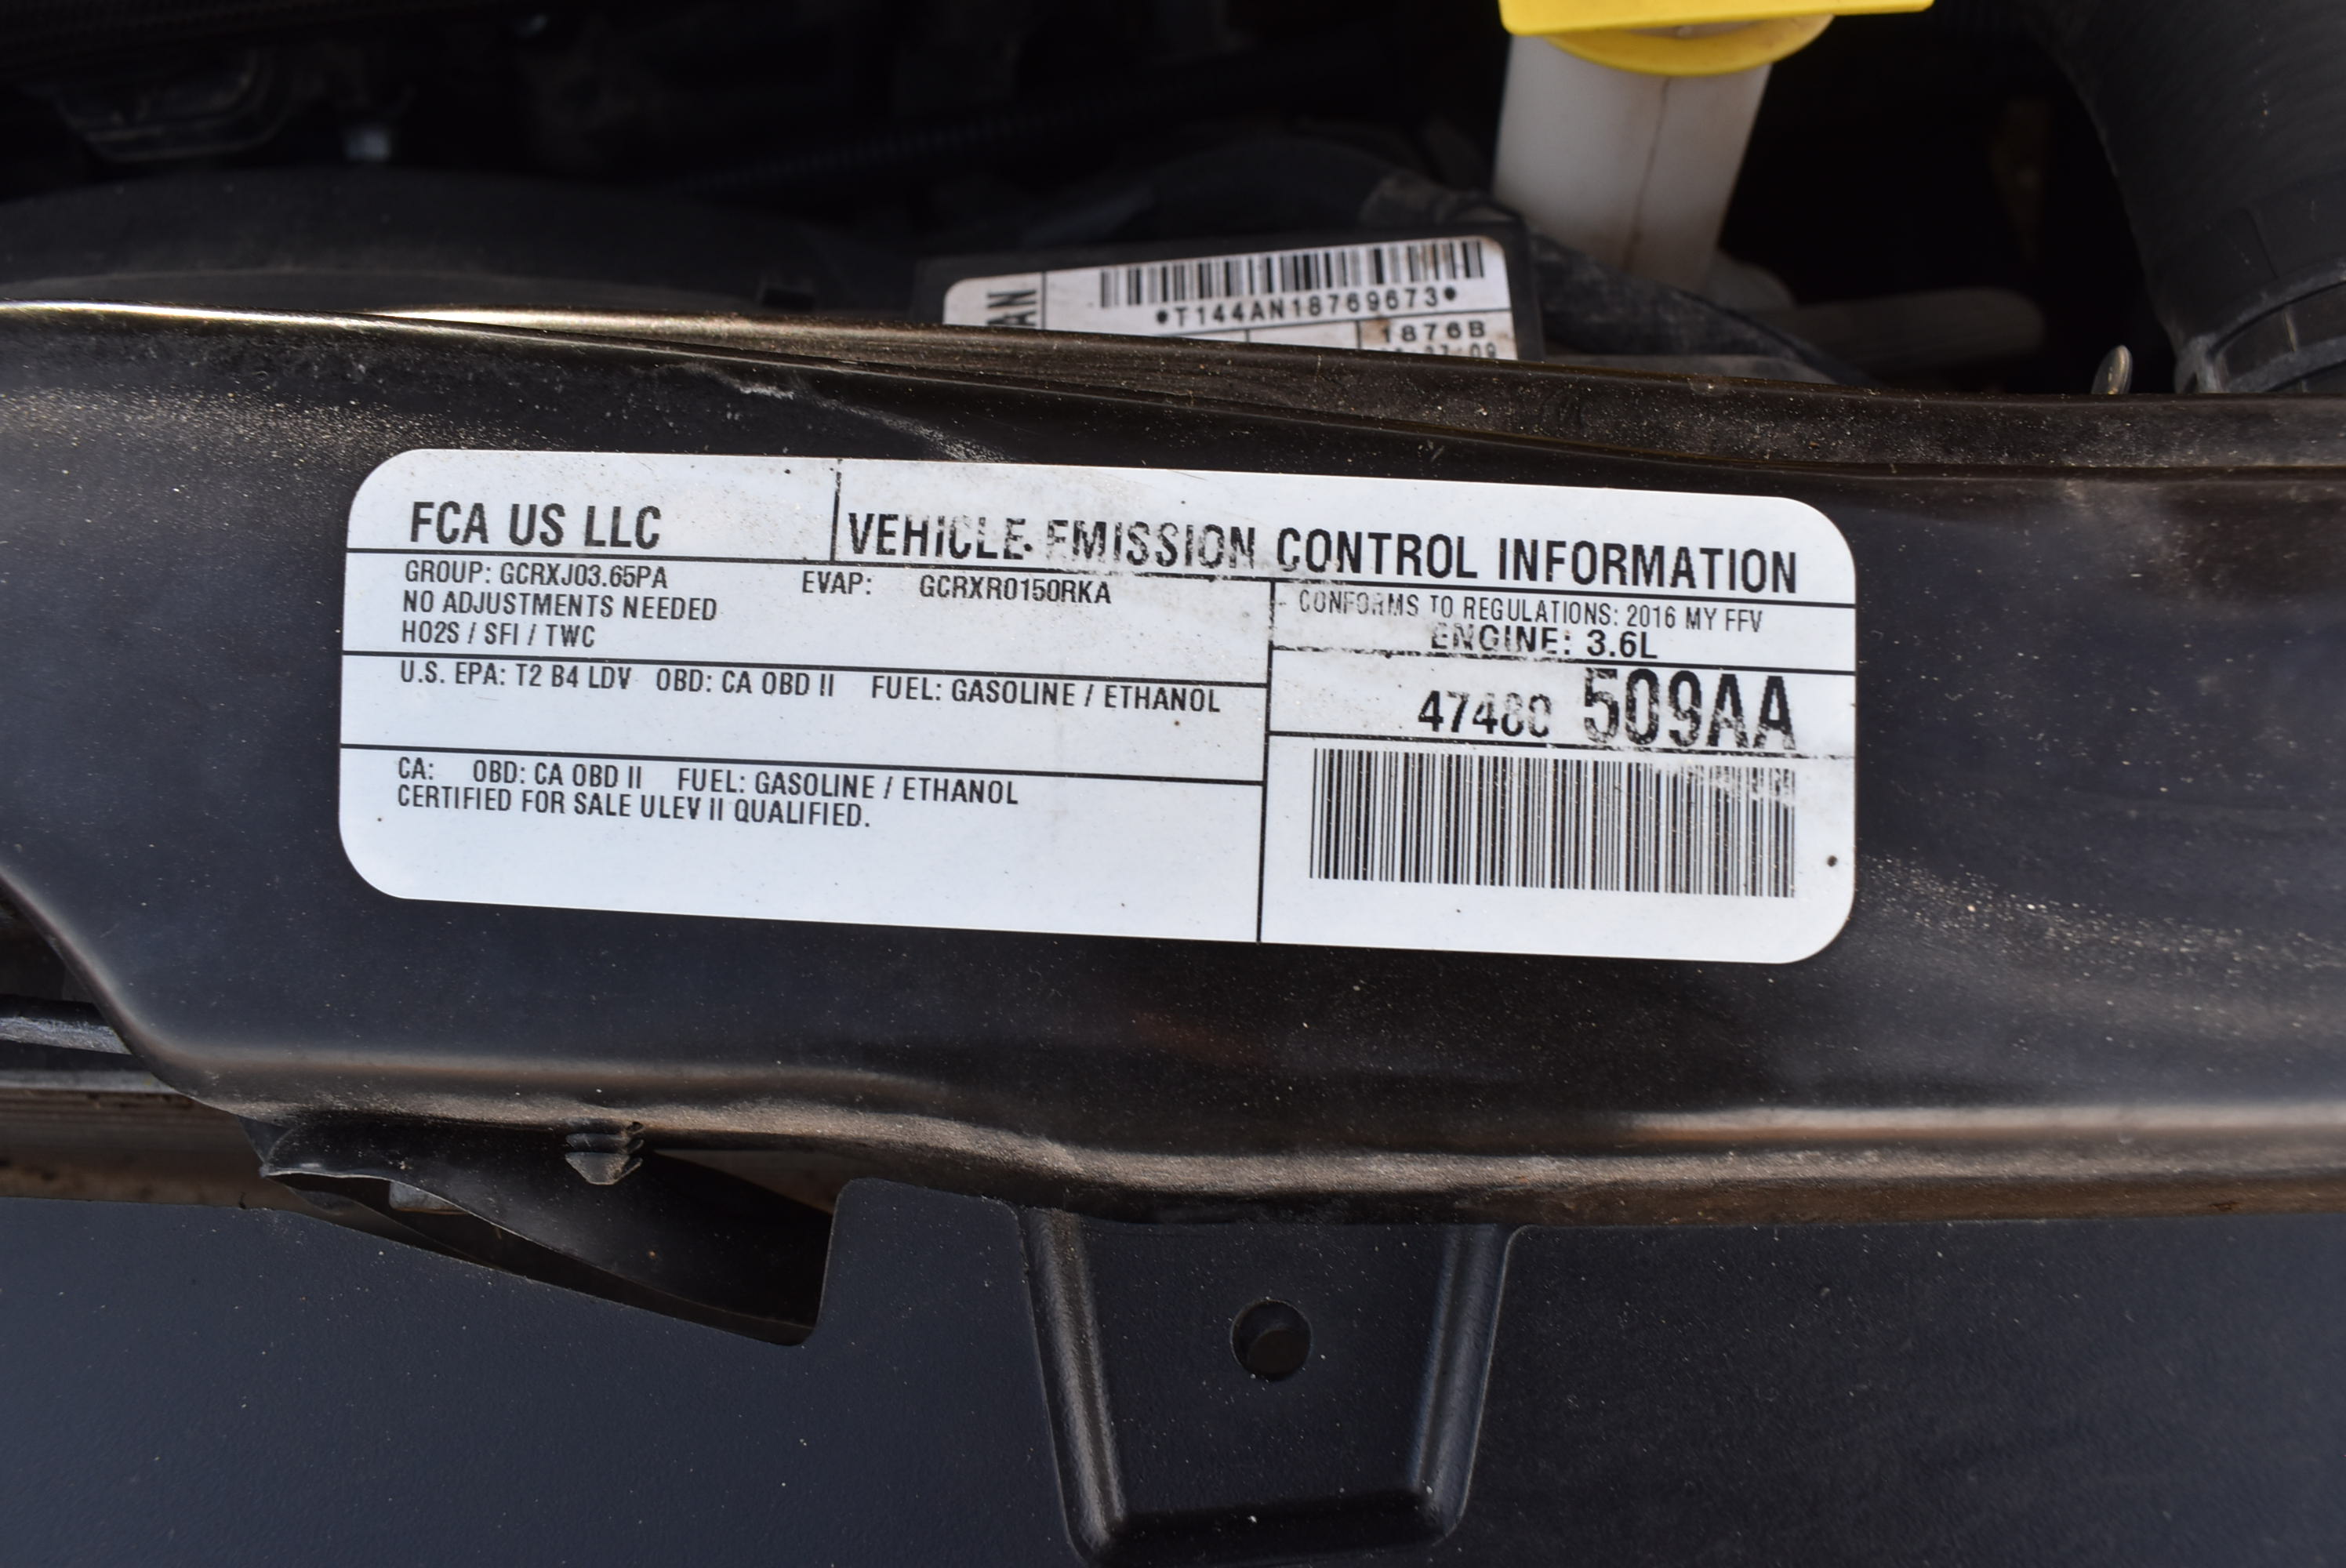 AN
*T144AN18769673*
1876B
FCA US LLC
VEHICLE EMISSION CONTROL INFORMATION
GROUP: GCRXJ03.65PA EVAP: GCRXR0150RKA
NO ADJUSTMENTS NEEDED
HO2S / SFI / TWC
CONFORMS TO REGULATIONS: 2016 MY FFV
ENGINE: 3.6L
U.S. EPA: T2 B4 LDV OBD: CA OBD II FUEL: GASOLINE / ETHANOL
509AA
CA: OBD: CA OBD II FUEL: GASOLINE / ETHANOL
CERTIFIED FOR SALE ULEV II QUALIFIED.